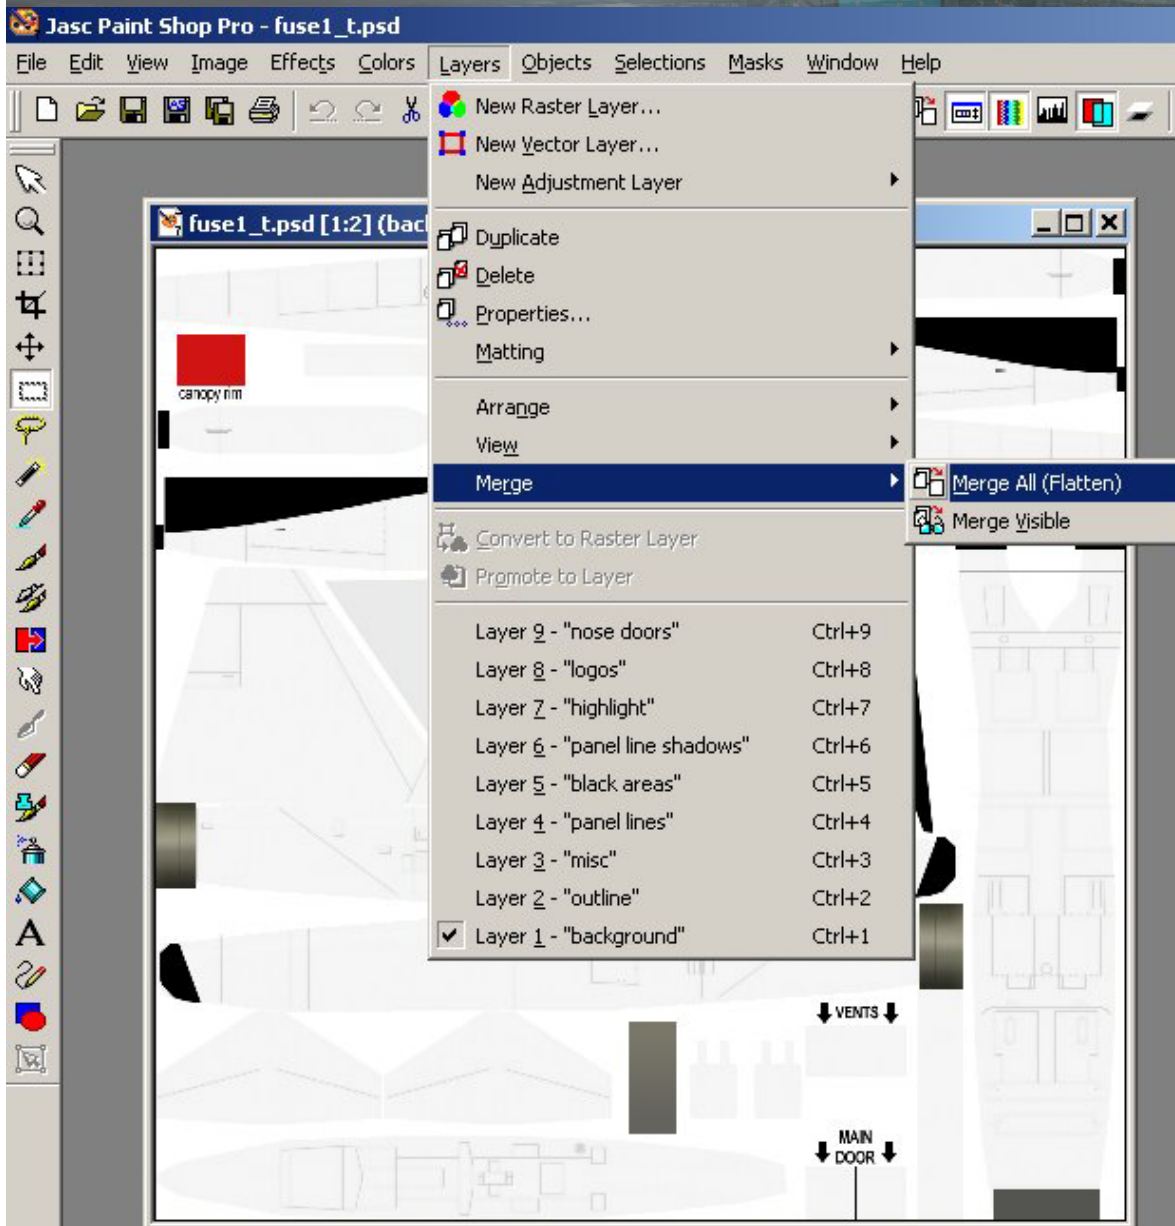 Jasc Paint Shop Pro - fuse1_t.psd
File Edit View Image Effects Colors Layers Objects Selections Masks Window Help
New Raster Layer...
New Vector Layer...
New Adjustment Layer
fuse1_t.psd [1:2] (bac
Duplicate
Delete
Properties...
Matting
canopy rim
Arrange
View
Merge
Merge All (Flatten)
Merge Visible
Convert to Raster Layer
Promote to Layer
Layer 9 - "nose doors" Ctrl+9
Layer 8 - "logos" Ctrl+8
Layer 7 - "highlight" Ctrl+7
Layer 6 - "panel line shadows" Ctrl+6
Layer 5 - "black areas" Ctrl+5
Layer 4 - "panel lines" Ctrl+4
Layer 3 - "misc" Ctrl+3
Layer 2 - "outline" Ctrl+2
Layer 1 - "background" Ctrl+1
VENTS
MAIN
DOOR